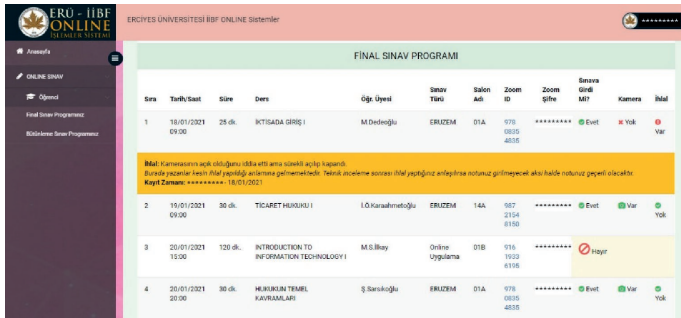 ERÜ - İİBF
ONLINE
İŞLEMLER SİSTEMİ
ERCİYES ÜNİVERSİTESİ İİBF ONLINE Sistemler
*********
Anasayfa
ONLINE SINAV
Öğrenci
Final Sınav Programınız
Bütünleme Sınav Programınız
FİNAL SINAV PROGRAMI
Sıra Tarih/Saat Süre Ders Öğr. Üyesi Sınav Türü Salon Adı Zoom ID Zoom Şifre Sınava Girdi Mi? Kamera İhlal
1 18/01/2021 09:00 25 dk. İKTİSADA GİRİŞ I M.Dedeoğlu ERUZEM 01A 978 0835 4835 ********* Evet Yok Var
İhlal: Kamerasının açık olduğunu iddia etti ama sürekli açılıp kapandı.
Burada yazanlar kesin ihlal yapıldığı anlamına gelmemektedir. Teknik inceleme sonrası ihlal yaptığınız anlaşılırsa notunuz girilmeyecek aksi halde notunuz geçerli olacaktır.
Kayıt Zamanı: ********* - 18/01/2021
2 19/01/2021 09:00 30 dk. TİCARET HUKUKU I İ.Ö.Karaahmetoğlu ERUZEM 14A 987 2154 8150 ********* Evet Var Yok
3 20/01/2021 15:00 120 dk. INTRODUCTION TO INFORMATION TECHNOLOGY I M.S.İlkay Online Uygulama 01B 916 1933 6195 ********* Hayır
4 20/01/2021 20:00 30 dk. HUKUKUN TEMEL KAVRAMLARI Ş.Sarsıkoğlu ERUZEM 01A 978 0835 4835 ********* Evet Var Yok